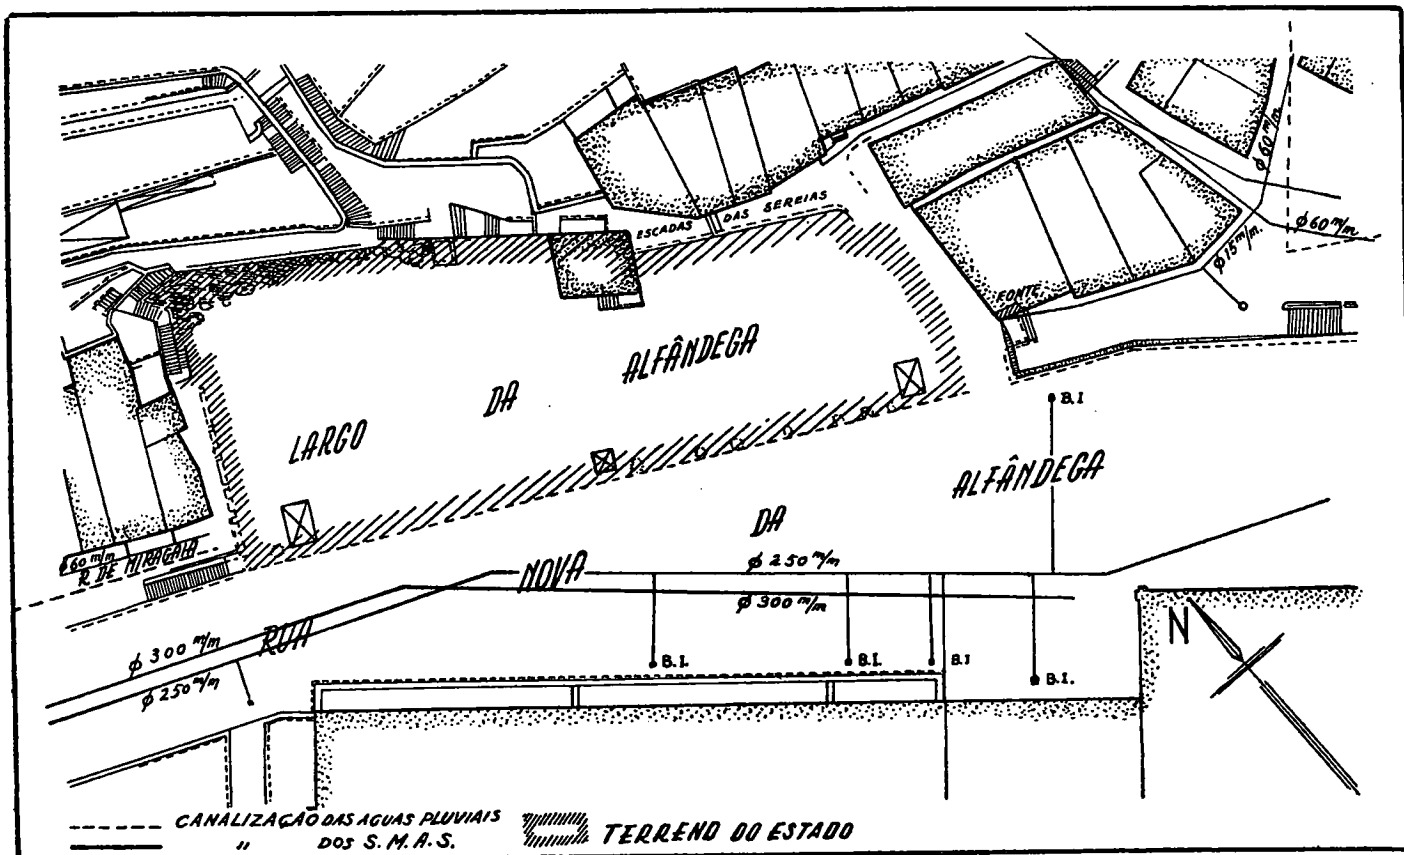 ø 60 m/m
ø 60 m/m
ø 15 m/m
ESCADAS DAS SEREIAS
FONTE
LARGO DA ALFÂNDEGA
B.I
RUA NOVA DA ALFÂNDEGA
ø 60 m/m
R. DE MIRAGAIA
ø 250 m/m
ø 300 m/m
ø 300 m/m
ø 250 m/m
B.I.
B.I.
B.I
B.I.
N
CANALIZAÇÃO DAS AGUAS PLUVIAIS
" DOS S.M.A.S.
TERRENO DO ESTADO